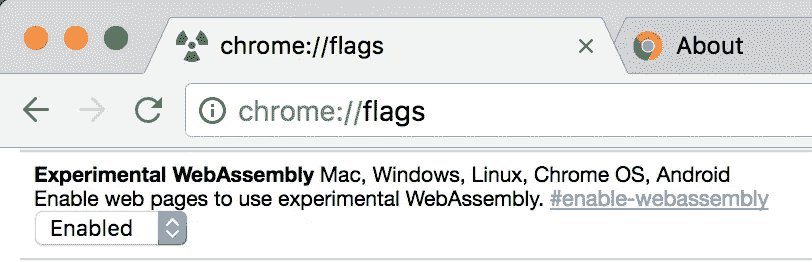 chrome://flags
About
chrome://flags
Experimental WebAssembly Mac, Windows, Linux, Chrome OS, Android
Enable web pages to use experimental WebAssembly. #enable-webassembly
Enabled